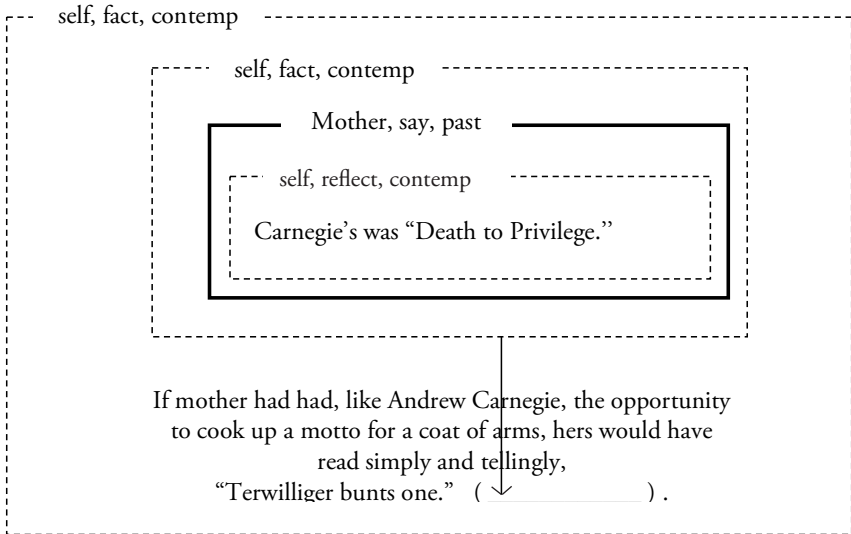 self, fact, contemp
self, fact, contemp
Mother, say, past
self, reflect, contemp
Carnegie’s was “Death to Privilege.’’
If mother had had, like Andrew Carnegie, the opportunity
to cook up a motto for a coat of arms, hers would have
read simply and tellingly,
“Terwilliger bunts one.” ( ) .